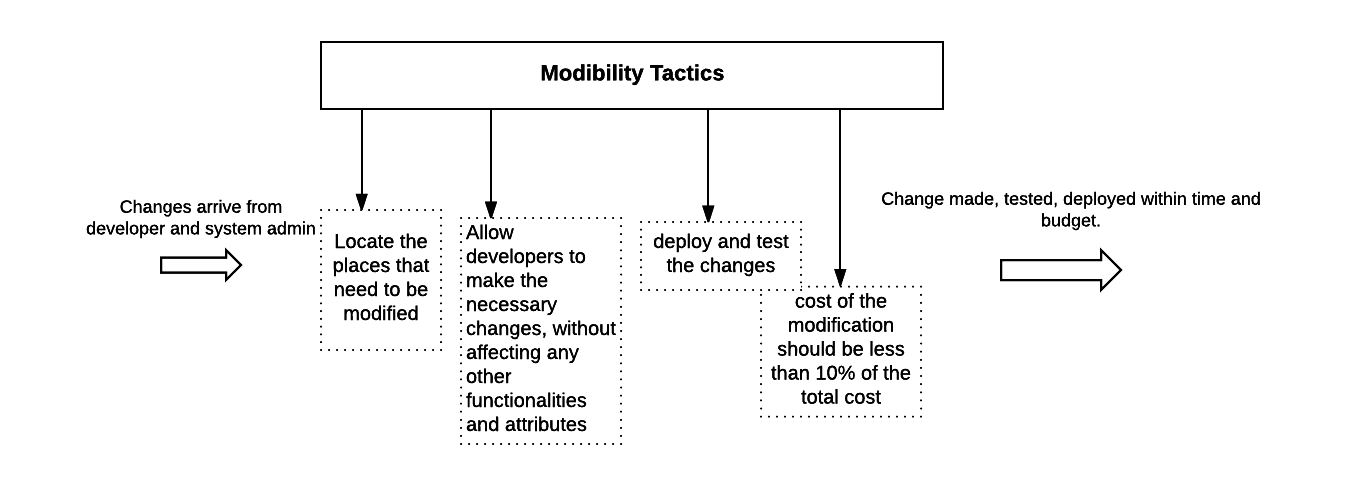 Modibility Tactics
Changes arrive from
developer and system admin
Locate the
places that
need to be
modified
Allow
developers to
make the
necessary
changes, without
affecting any
other
functionalities
and attributes
deploy and test
the changes
cost of the
modification
should be less
than 10% of the
total cost
Change made, tested, deployed within time and
budget.